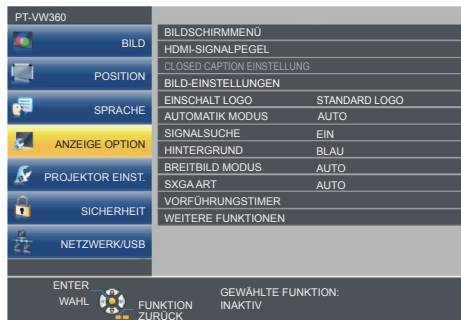 PT-VW360
BILD
POSITION
SPRACHE
ANZEIGE OPTION
PROJEKTOR EINST.
SICHERHEIT
NETZWERK/USB
BILDSCHIRMMENÜ
HDMI-SIGNALPEGEL
CLOSED CAPTION EINSTELLUNG
BILD-EINSTELLUNGEN
EINSCHALT LOGO STANDARD LOGO
AUTOMATIK MODUS AUTO
SIGNALSUCHE EIN
HINTERGRUND BLAU
BREITBILD MODUS AUTO
SXGA ART AUTO
VORFÜHRUNGSTIMER
WEITERE FUNKTIONEN
ENTER
WAHL
FUNKTION
ZURÜCK
GEWÄHLTE FUNKTION:
INAKTIV